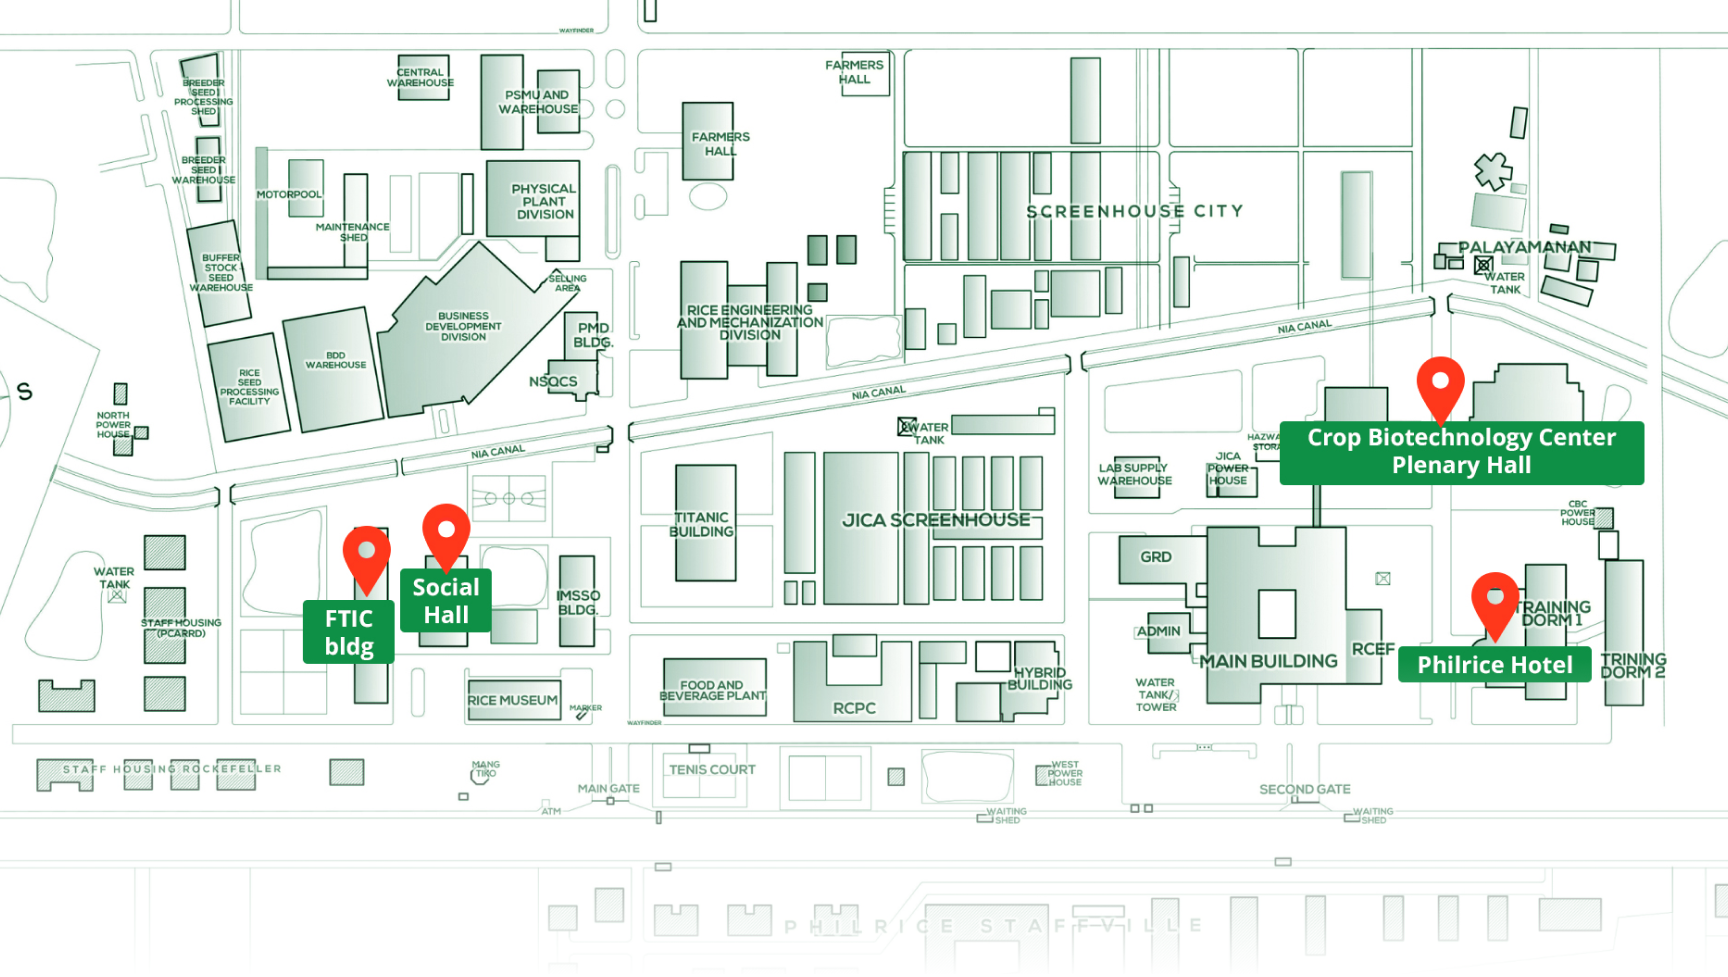 WAYFINDER
BREEDER
SEED
PROCESSING
SHED
CENTRAL
WAREHOUSE
PSMU AND
WAREHOUSE
FARMERS
HALL
FARMERS
HALL
BREEDER
SEED
WAREHOUSE
MOTORPOOL
MAINTENANCE
SHED
PHYSICAL
PLANT
DIVISION
SCREENHOUSE CITY
PALAYAMANAN
WATER
TANK
BUFFER
STOCK
SEED
WAREHOUSE
SELLING
AREA
BUSINESS
DEVELOPMENT
DIVISION
PMD
BLDG.
RICE ENGINEERING
AND MECHANIZATION
DIVISION
NIA CANAL
BDD
WAREHOUSE
RICE
SEED
PROCESSING
FACILITY
NSQCS
NIA CANAL
S
NORTH
POWER
HOUSE
NIA CANAL
WATER
TANK
Crop Biotechnology Center
Plenary Hall
LAB SUPPLY
WAREHOUSE
JICA
POWER
HOUSE
TITANIC
BUILDING
JICA SCREENHOUSE
CBC
POWER
HOUSE
WATER
TANK
STAFF HOUSING
(PCARRD)
FTIC
bldg
Social
Hall
IMSSO
BLDG.
GRD
ADMIN
MAIN BUILDING
RCEF
TRAINING
DORM 1
Philrice Hotel
TRINING
DORM 2
WATER
TANK/
TOWER
RICE MUSEUM
MARKER
FOOD AND
BEVERAGE PLANT
RCPC
HYBRID
BUILDING
WAYFINDER
STAFF HOUSING ROCKEFELLER
MANG
TIKO
TENIS COURT
WEST
POWER
HOUSE
MAIN GATE
SECOND GATE
ATM
WAITING
SHED
WAITING
SHED
PHILRICE STAFFVILLE